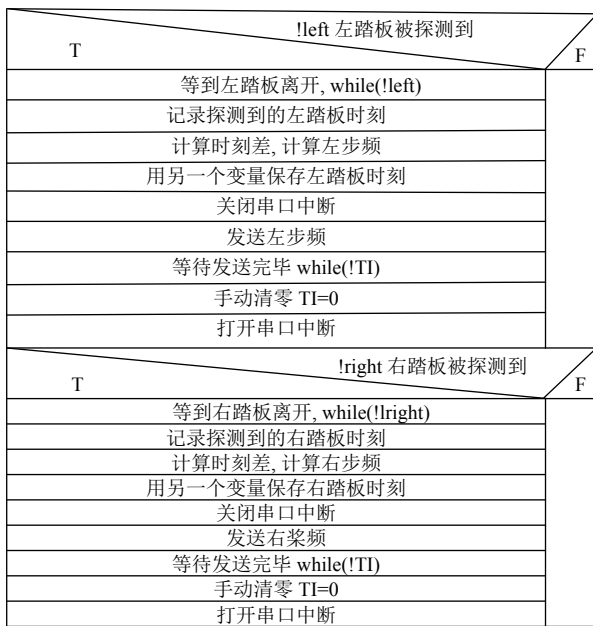 !left 左踏板被探测到
T
F
等到左踏板离开, while(!left)
记录探测到的左踏板时刻
计算时刻差, 计算左步频
用另一个变量保存左踏板时刻
关闭串口中断
发送左步频
等待发送完毕 while(!TI)
手动清零 TI=0
打开串口中断
!right 右踏板被探测到
T
F
等到右踏板离开, while(!lright)
记录探测到的右踏板时刻
计算时刻差, 计算右步频
用另一个变量保存右踏板时刻
关闭串口中断
发送右桨频
等待发送完毕 while(!TI)
手动清零 TI=0
打开串口中断